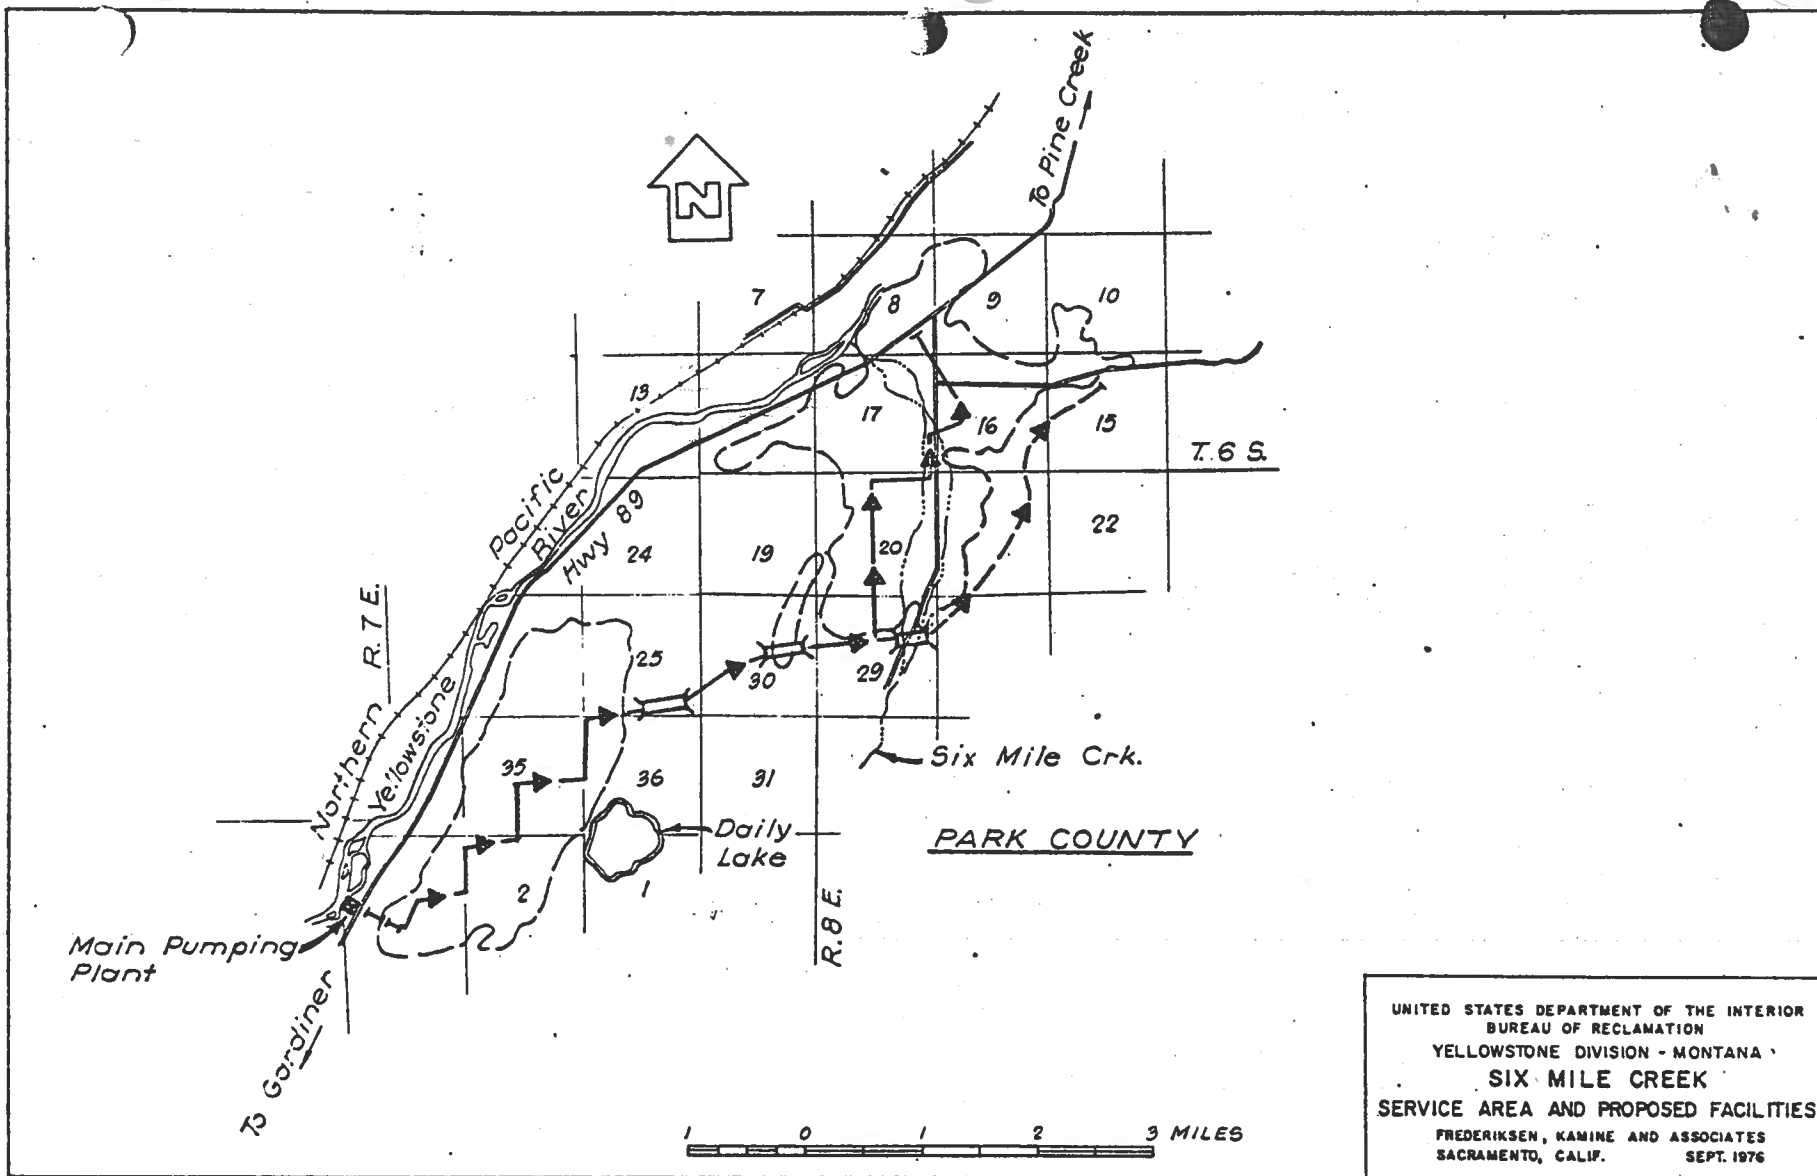 To Pine Creek
N
7
8
9
10
13
17
16
15
T. 6 S.
Pacific
River
Hwy 89
24
19
20
22
R. 7 E.
25
30
29
Northern
Yellowstone
35
36
31
Six Mile Crk.
Daily
Lake
PARK COUNTY
2
1
R. 8 E.
Main Pumping
Plant
To Gardiner
1 0 1 2 3 MILES
UNITED STATES DEPARTMENT OF THE INTERIOR
BUREAU OF RECLAMATION
YELLOWSTONE DIVISION - MONTANA
SIX MILE CREEK
SERVICE AREA AND PROPOSED FACILITIES
FREDERIKSEN, KAMINE AND ASSOCIATES
SACRAMENTO, CALIF. SEPT. 1976